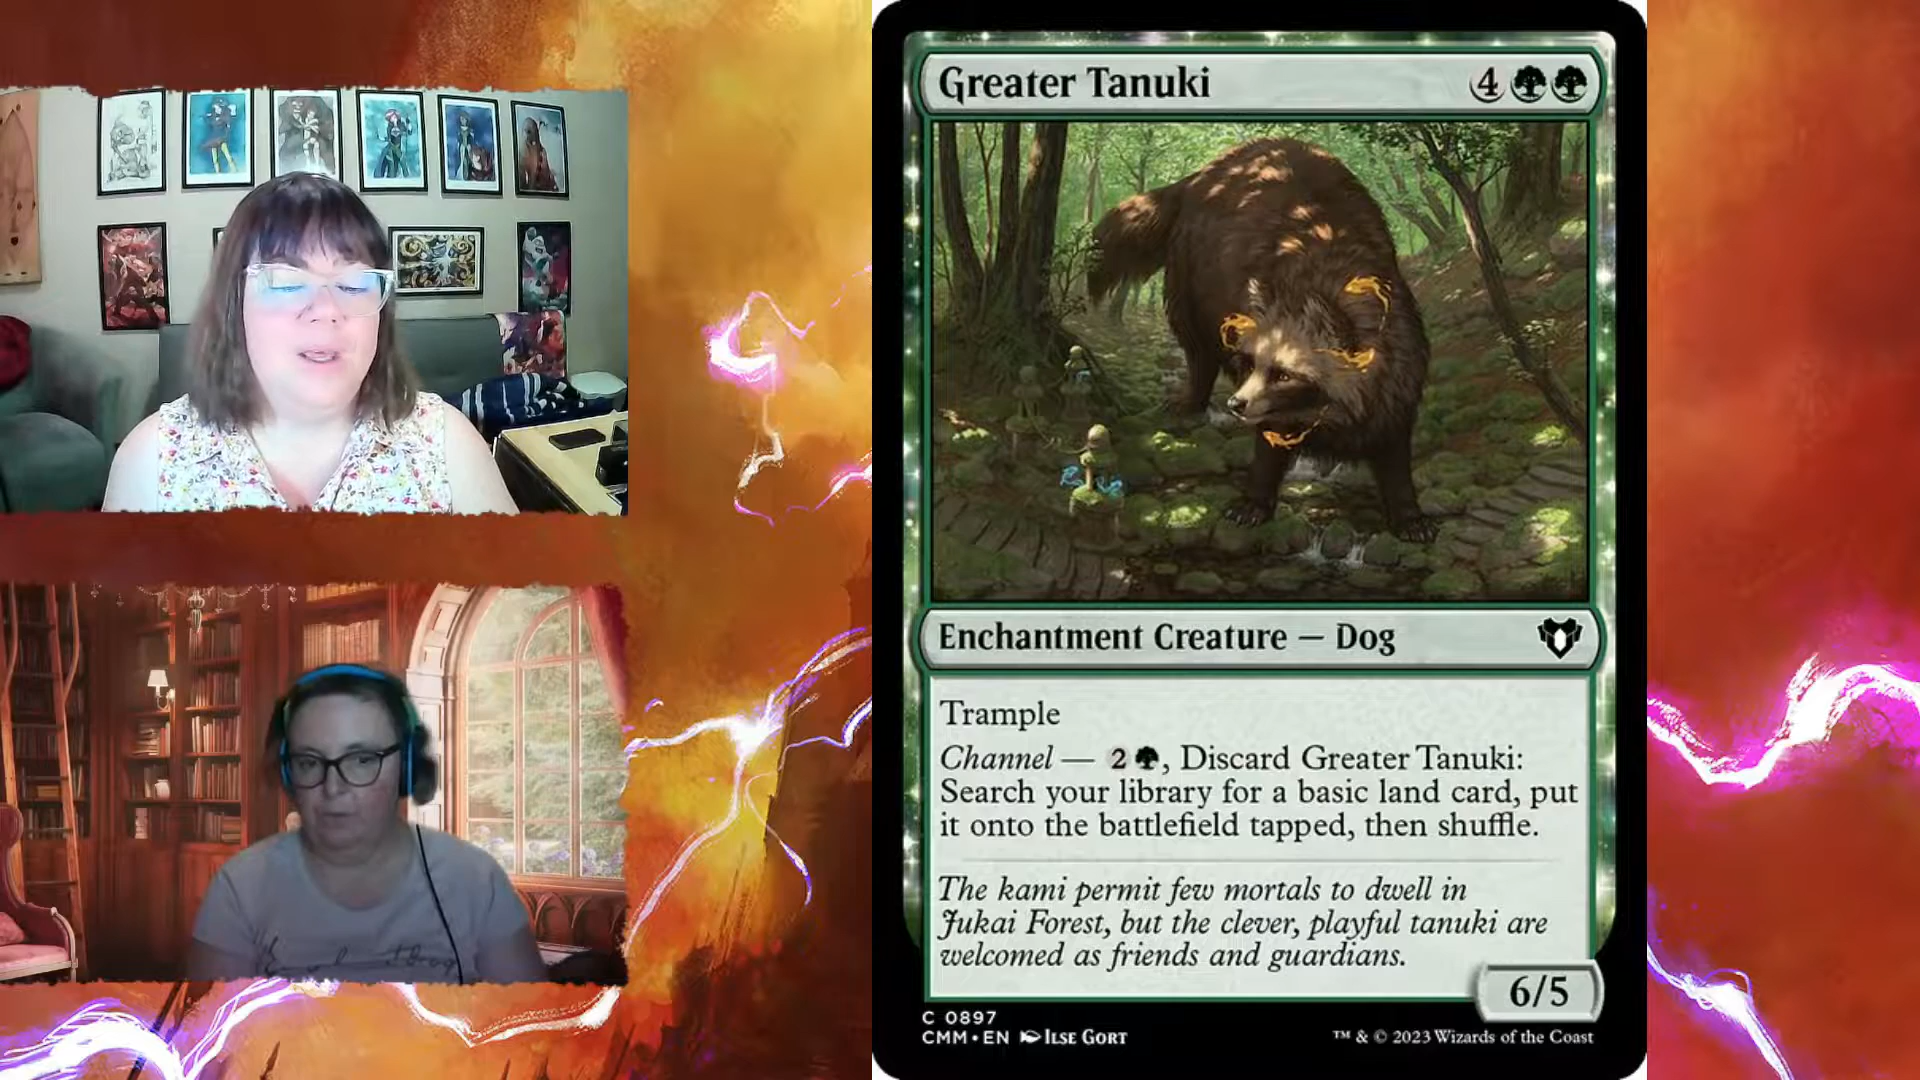 Greater Tanuki 4
Enchantment Creature — Dog
Trample
Channel — 2, Discard Greater Tanuki:
Search your library for a basic land card, put
it onto the battlefield tapped, then shuffle.
The kami permit few mortals to dwell in
Jukai Forest, but the clever, playful tanuki are
welcomed as friends and guardians.
6/5
C 0897
CMM • EN Ilse Gort
™ & © 2023 Wizards of the Coast